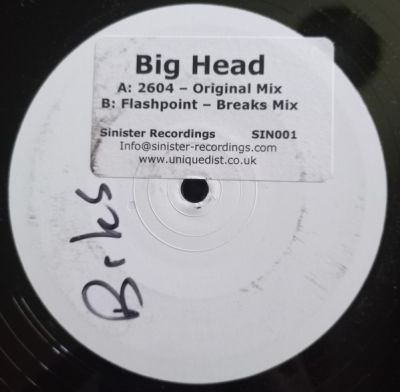 Big Head
A: 2604 – Original Mix
B: Flashpoint – Breaks Mix
Sinister Recordings SIN001
Info@sinister-recordings.com
www.uniquedist.co.uk
Brks